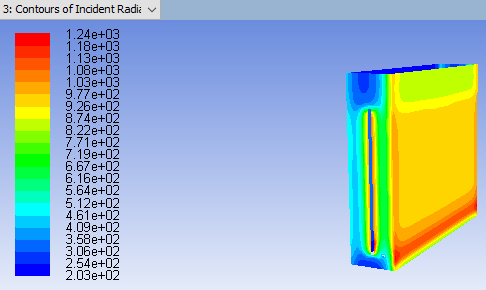 3: Contours of Incident Radia
1.24e+03
1.18e+03
1.13e+03
1.08e+03
1.03e+03
9.77e+02
9.26e+02
8.74e+02
8.22e+02
7.71e+02
7.19e+02
6.67e+02
6.16e+02
5.64e+02
5.12e+02
4.61e+02
4.09e+02
3.58e+02
3.06e+02
2.54e+02
2.03e+02